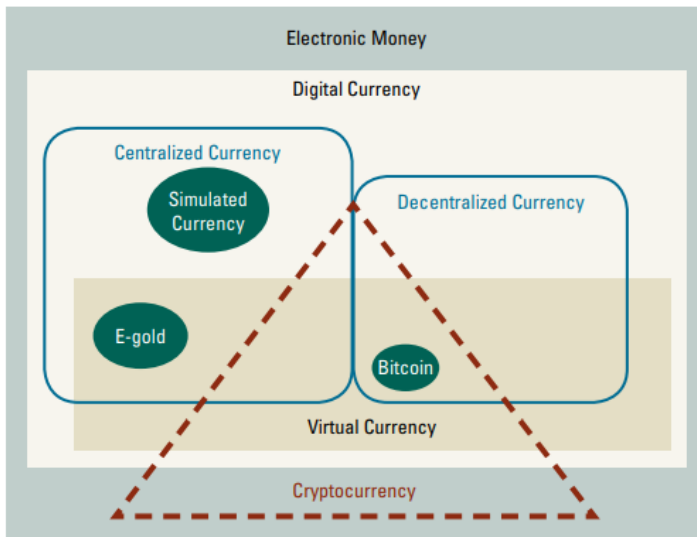 Electronic Money
Digital Currency
Centralized Currency
Simulated
Currency
Decentralized Currency
E-gold
Bitcoin
Virtual Currency
Cryptocurrency